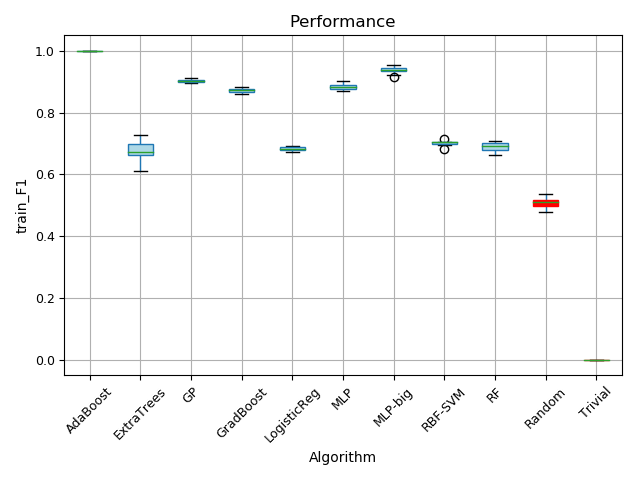 Performance
train_F1
1.0
0.8
0.6
0.4
0.2
0.0
AdaBoost
ExtraTrees
GP
GradBoost
LogisticReg
MLP
MLP-big
RBF-SVM
RF
Random
Trivial
Algorithm